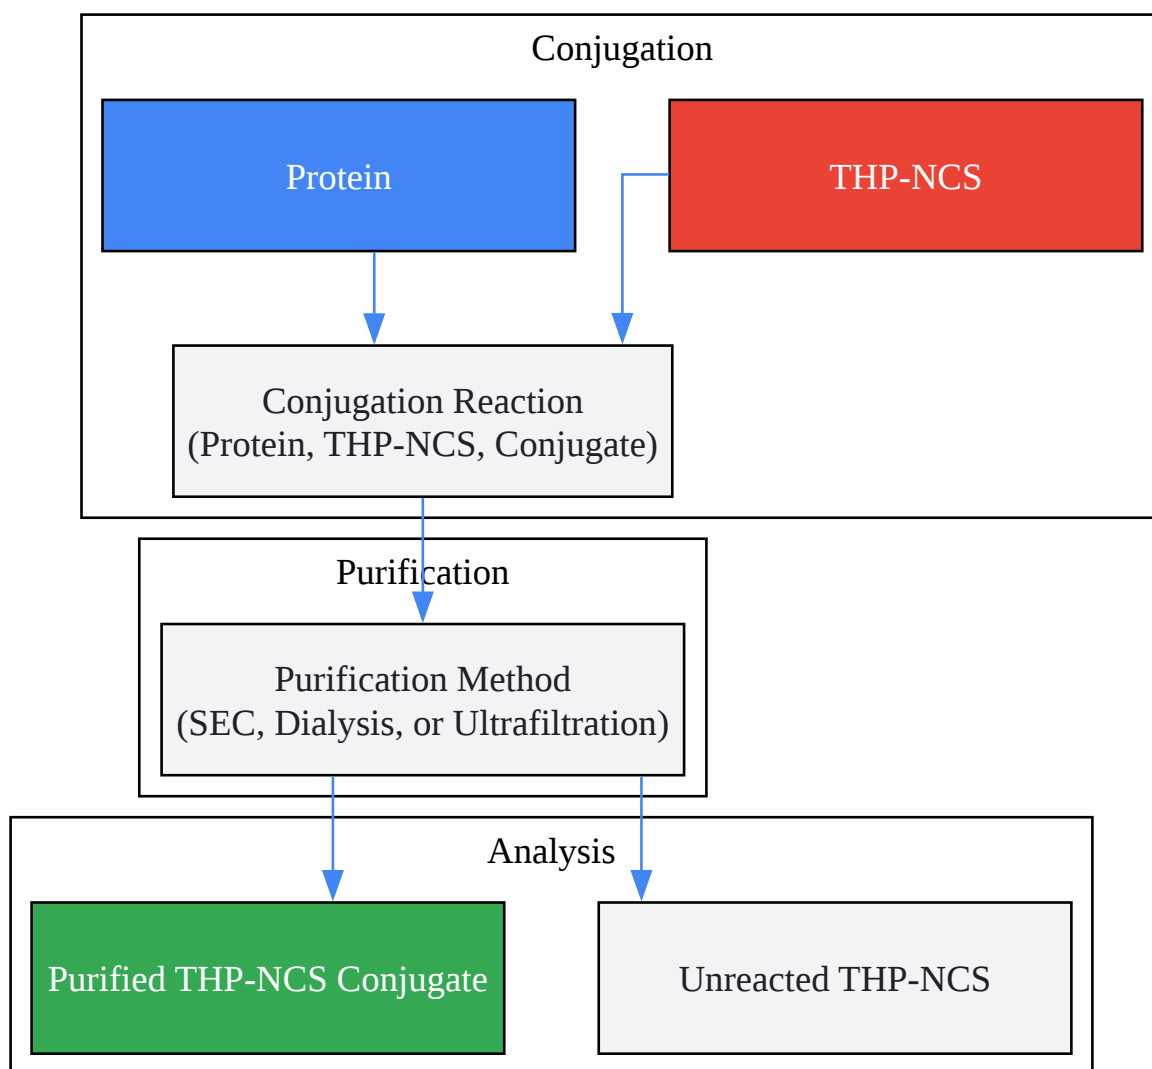 Conjugation
Protein
THP-NCS
Conjugation Reaction
(Protein, THP-NCS, Conjugate)
Purification
Purification Method
(SEC, Dialysis, or Ultrafiltration)
Analysis
Purified THP-NCS Conjugate
Unreacted THP-NCS